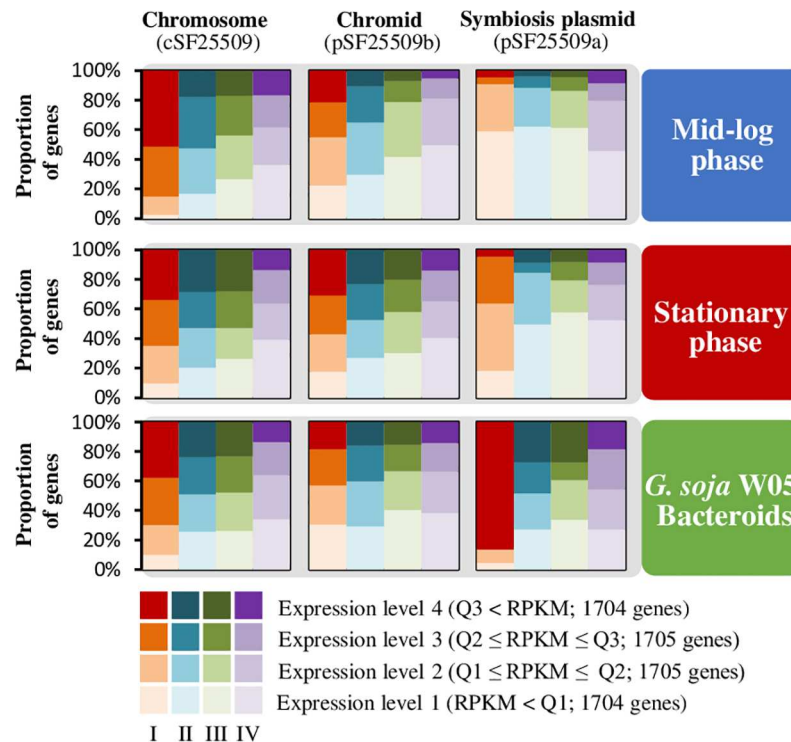 Chromosome
(cSF25509)
Chromid
(pSF25509b)
Symbiosis plasmid
(pSF25509a)
Proportion
of genes
100%
80%
60%
40%
20%
0%
Mid-log
phase
Proportion
of genes
100%
80%
60%
40%
20%
0%
Stationary
phase
Proportion
of genes
100%
80%
60%
40%
20%
0%
G. soja W05
Bacteroids
Expression level 4 (Q3 < RPKM; 1704 genes)
Expression level 3 (Q2 ≤ RPKM ≤ Q3; 1705 genes)
Expression level 2 (Q1 ≤ RPKM ≤ Q2; 1705 genes)
Expression level 1 (RPKM < Q1; 1704 genes)
I II III IV